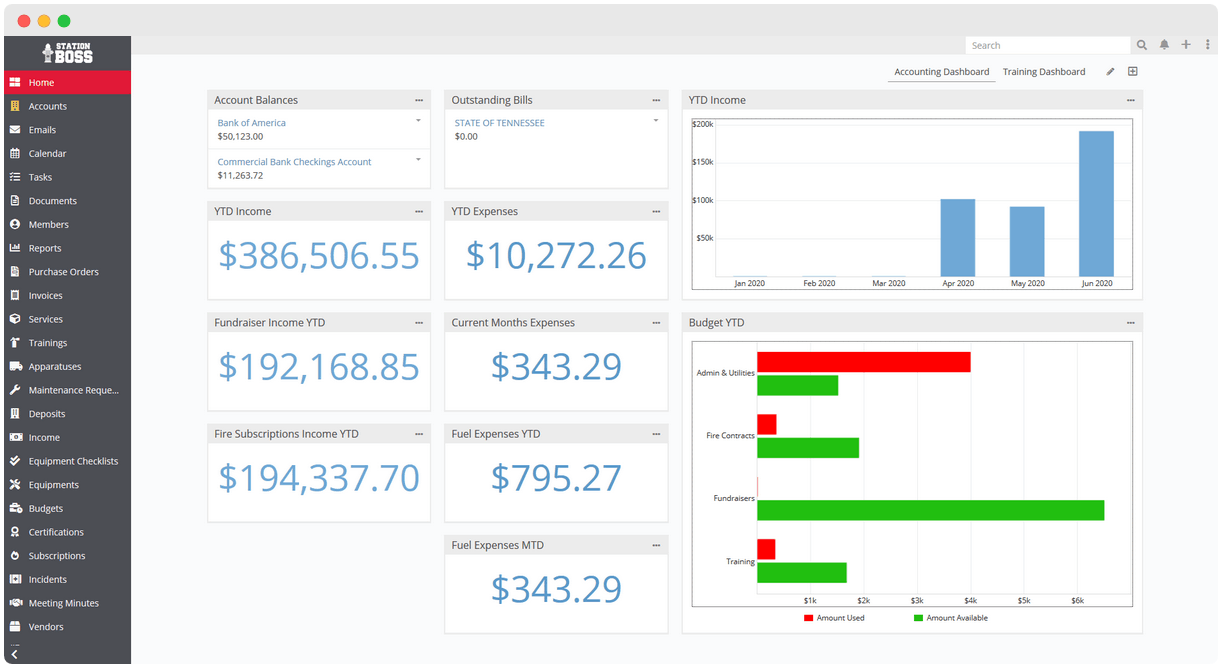 STATION
BOSS
Search
Home
Accounts
Emails
Calendar
Tasks
Documents
Members
Reports
Purchase Orders
Invoices
Services
Trainings
Apparatuses
Maintenance Reque...
Deposits
Income
Equipment Checklists
Equipments
Budgets
Certifications
Subscriptions
Incidents
Meeting Minutes
Vendors
Accounting Dashboard
Training Dashboard
Account Balances
Bank of America
$50,123.00
Commercial Bank Checkings Account
$11,263.72
Outstanding Bills
STATE OF TENNESSEE
$0.00
YTD Income
$200k
$150k
$100k
$50k
Jan 2020 Feb 2020 Mar 2020 Apr 2020 May 2020 Jun 2020
YTD Income
$386,506.55
YTD Expenses
$10,272.26
Fundraiser Income YTD
$192,168.85
Current Months Expenses
$343.29
Budget YTD
Admin & Utilities
Fire Contracts
Fundraisers
Training
$1k $2k $3k $4k $5k $6k
Amount Used Amount Available
Fire Subscriptions Income YTD
$194,337.70
Fuel Expenses YTD
$795.27
Fuel Expenses MTD
$343.29